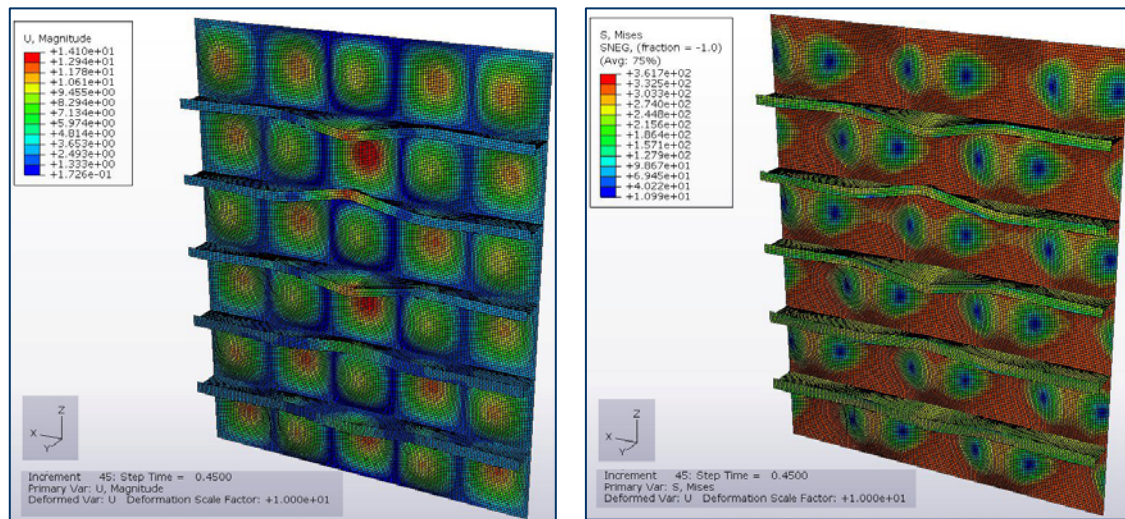 U, Magnitude
+1.410e+01
+1.294e+01
+1.178e+01
+1.061e+01
+9.455e+00
+8.294e+00
+7.134e+00
+5.974e+00
+4.814e+00
+3.653e+00
+2.493e+00
+1.333e+00
+1.726e-01
Z
X
Y
Increment 45: Step Time = 0.4500
Primary Var: U, Magnitude
Deformed Var: U Deformation Scale Factor: +1.000e+01
S, Mises
SNEG, (fraction = -1.0)
(Avg: 75%)
+3.617e+02
+3.325e+02
+3.033e+02
+2.740e+02
+2.448e+02
+2.156e+02
+1.864e+02
+1.571e+02
+1.279e+02
+9.867e+01
+6.945e+01
+4.022e+01
+1.099e+01
Z
X
Y
Increment 45: Step Time = 0.4500
Primary Var: S, Mises
Deformed Var: U Deformation Scale Factor: +1.000e+01